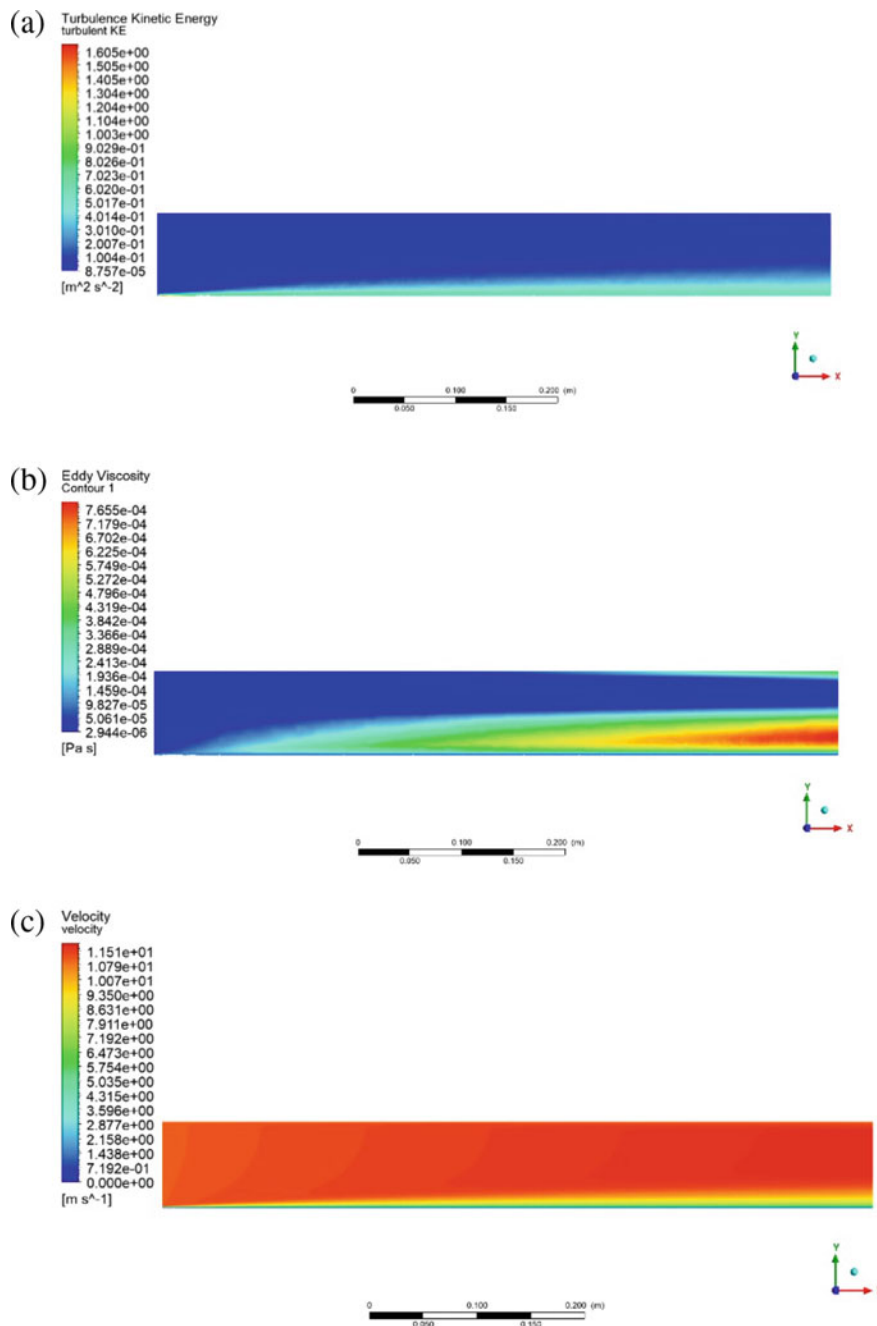 (a)
Turbulence Kinetic Energy
turbulent KE
1.605e+00
1.505e+00
1.405e+00
1.304e+00
1.204e+00
1.104e+00
1.003e+00
9.029e-01
8.026e-01
7.023e-01
6.020e-01
5.017e-01
4.014e-01
3.010e-01
2.007e-01
1.004e-01
8.757e-05
[m^2 s^-2]
Y
X
0 0.100 0.200 (m)
0.050 0.150
(b)
Eddy Viscosity
Contour 1
7.655e-04
7.179e-04
6.702e-04
6.225e-04
5.749e-04
5.272e-04
4.796e-04
4.319e-04
3.842e-04
3.366e-04
2.889e-04
2.413e-04
1.936e-04
1.459e-04
9.827e-05
5.061e-05
2.944e-06
[Pa s]
Y
X
0 0.100 0.200 (m)
0.050 0.150
(c)
Velocity
velocity
1.151e+01
1.079e+01
1.007e+01
9.350e+00
8.631e+00
7.911e+00
7.192e+00
6.473e+00
5.754e+00
5.035e+00
4.315e+00
3.596e+00
2.877e+00
2.158e+00
1.438e+00
7.192e-01
0.000e+00
[m s^-1]
Y
0 0.100 0.200 (m)
0.050 0.150